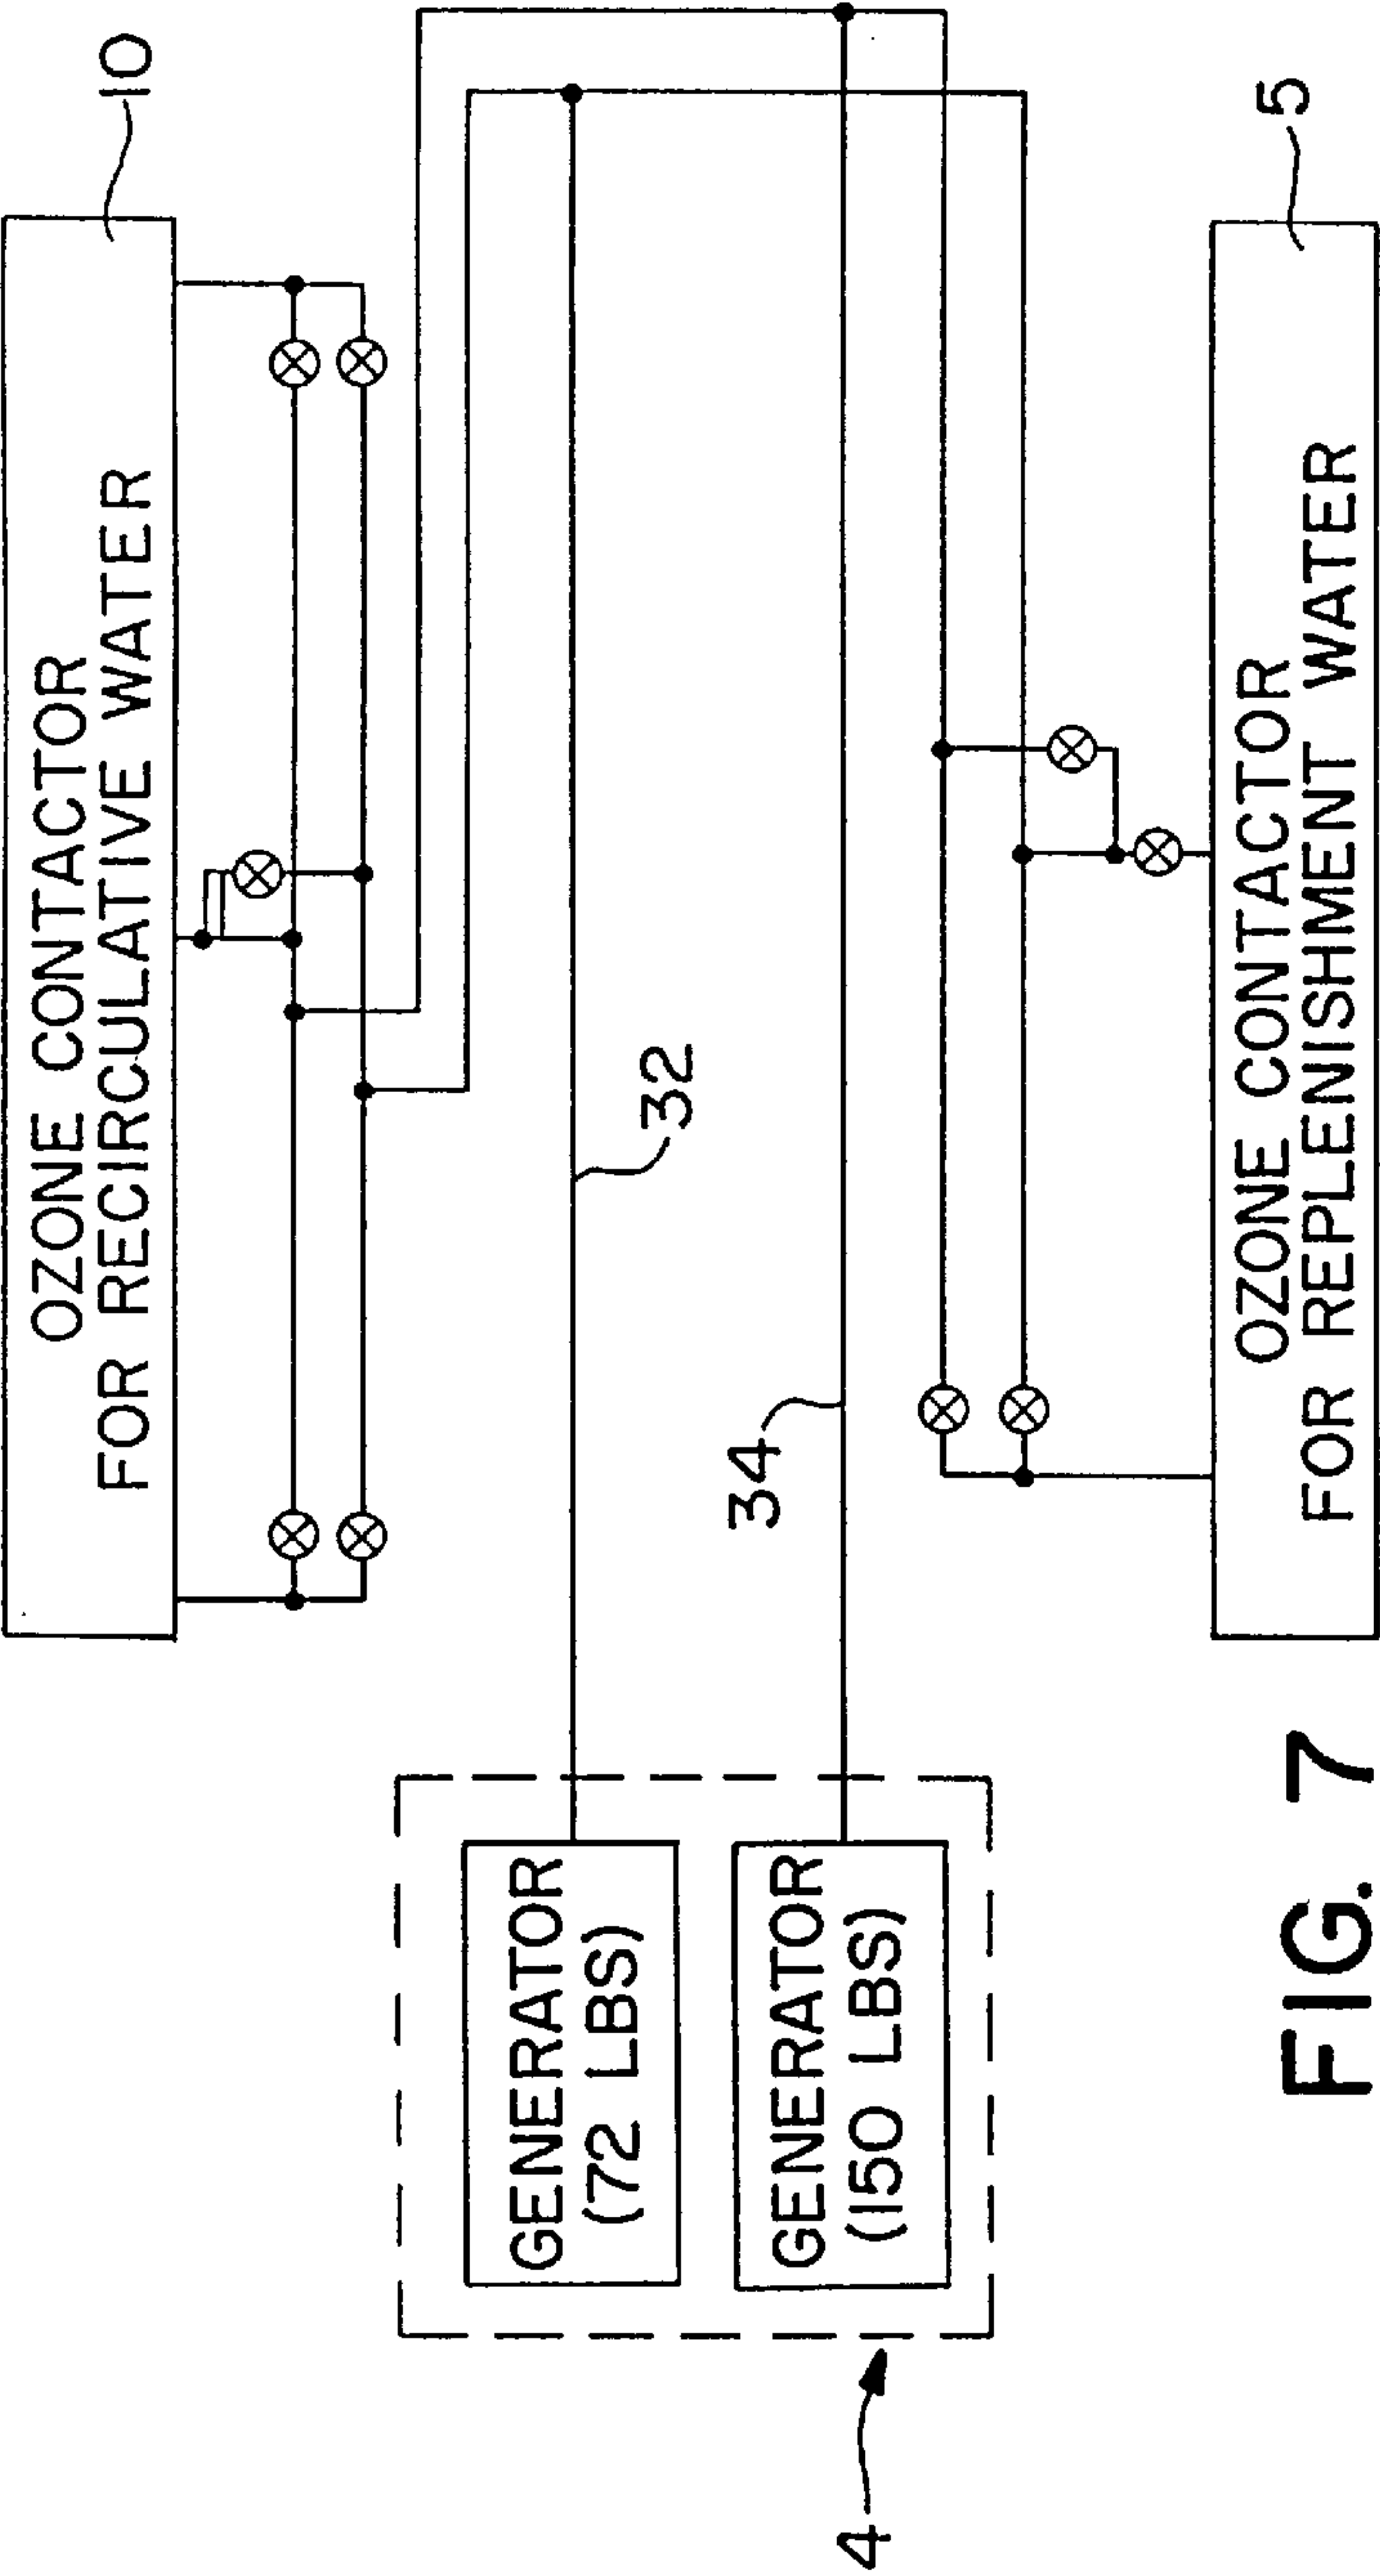 10
OZONE CONTACTOR
FOR RECIRCULATIVE WATER
32
34
GENERATOR
(72 LBS)
GENERATOR
(150 LBS)
4
5
OZONE CONTACTOR
FOR REPLENISHMENT WATER
FIG. 7